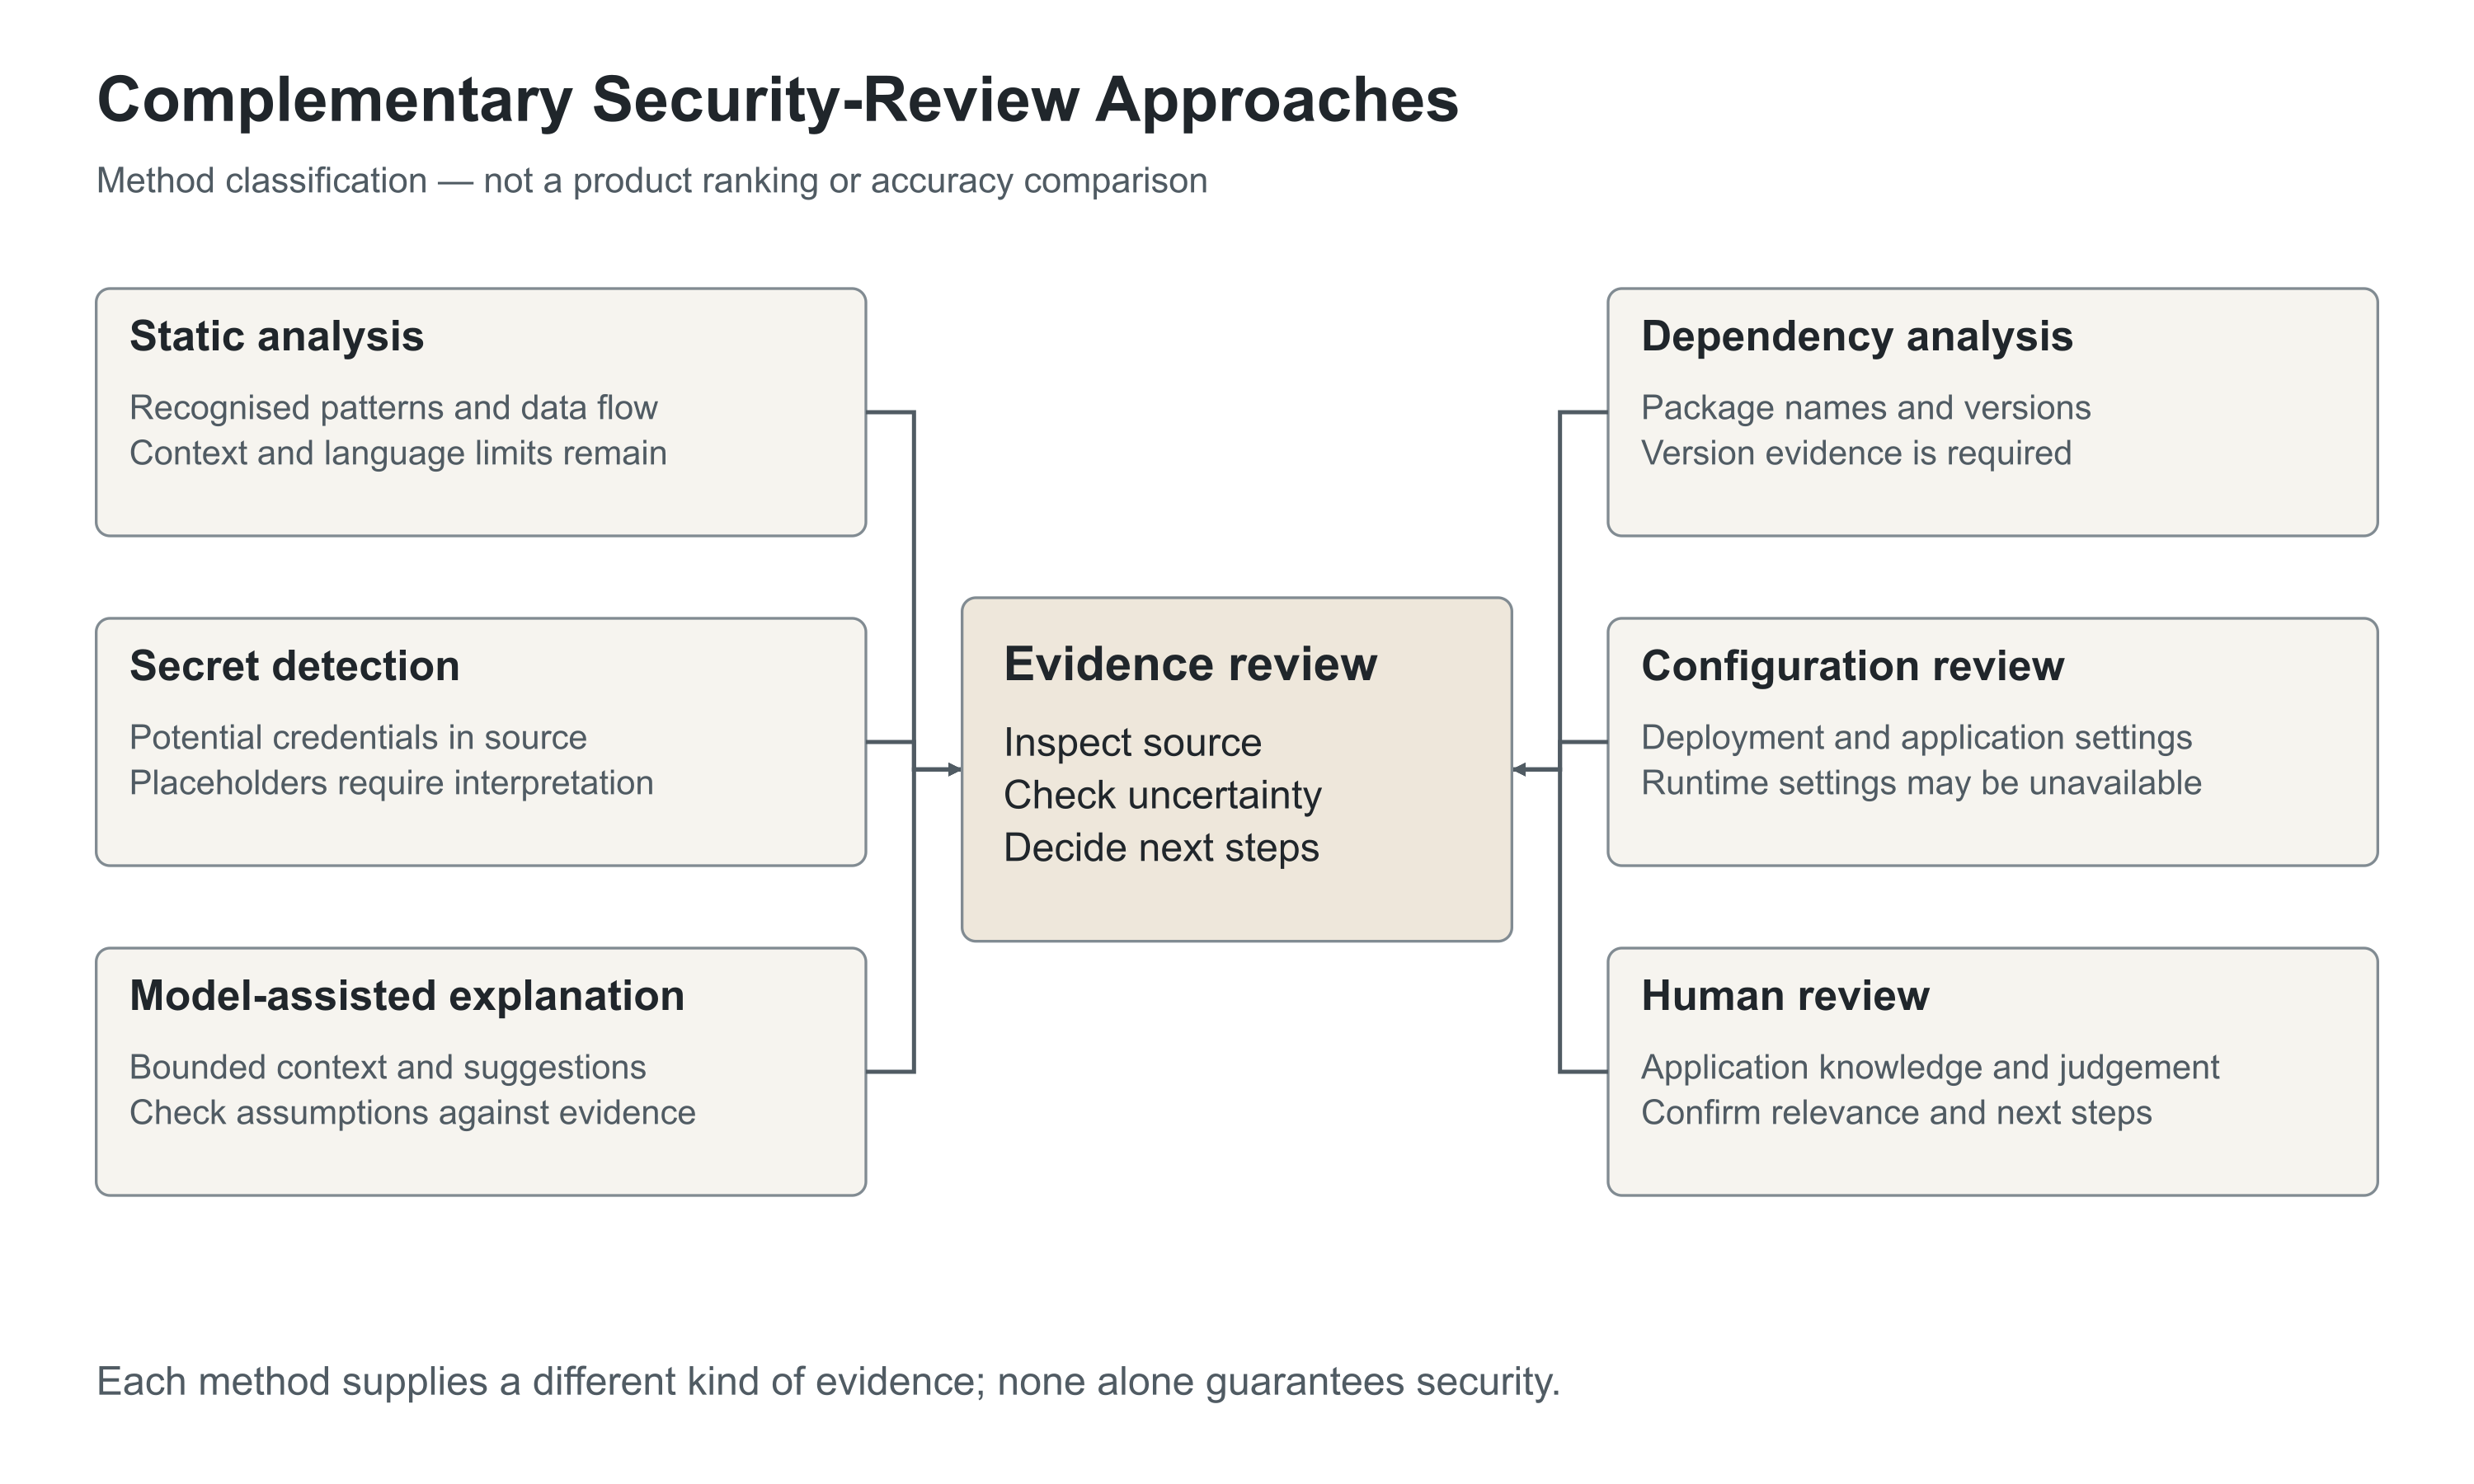 Complementary Security-Review Approaches
Method classification — not a product ranking or accuracy comparison
Static analysis
Recognised patterns and data flow
Context and language limits remain
Secret detection
Potential credentials in source
Placeholders require interpretation
Model-assisted explanation
Bounded context and suggestions
Check assumptions against evidence
Evidence review
Inspect source
Check uncertainty
Decide next steps
Dependency analysis
Package names and versions
Version evidence is required
Configuration review
Deployment and application settings
Runtime settings may be unavailable
Human review
Application knowledge and judgement
Confirm relevance and next steps
Each method supplies a different kind of evidence; none alone guarantees security.